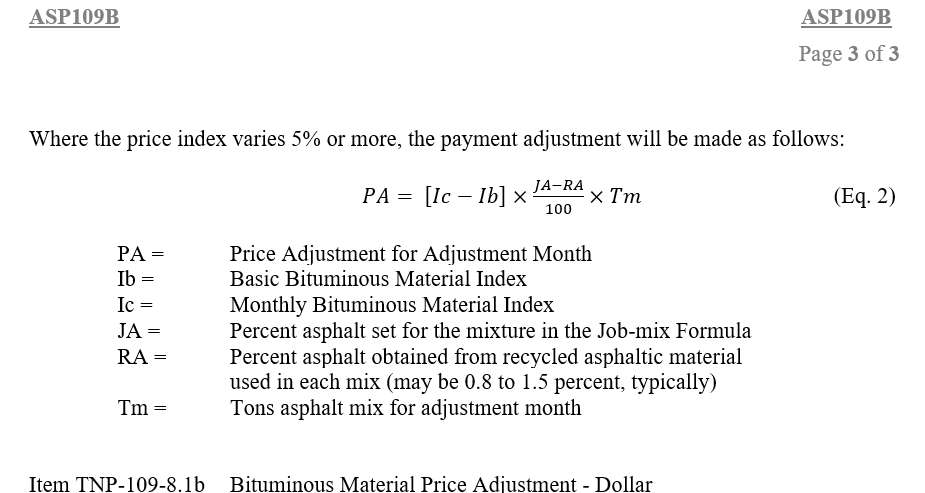 ASP109B ASP109B
Page 3 of 3
Where the price index varies 5% or more, the payment adjustment will be made as follows:
PA = [Ic − Ib] × JA−RA/100 × Tm (Eq. 2)
PA = Price Adjustment for Adjustment Month
Ib = Basic Bituminous Material Index
Ic = Monthly Bituminous Material Index
JA = Percent asphalt set for the mixture in the Job-mix Formula
RA = Percent asphalt obtained from recycled asphaltic material
used in each mix (may be 0.8 to 1.5 percent, typically)
Tm = Tons asphalt mix for adjustment month
Item TNP-109-8.1b Bituminous Material Price Adjustment - Dollar